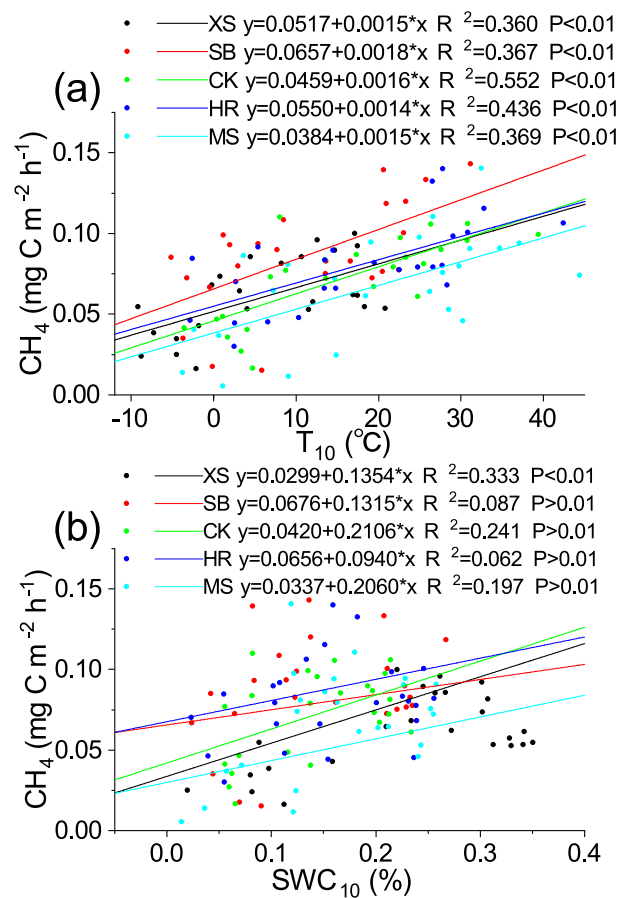 XS y=0.0517+0.0015*x R ²=0.360 P<0.01
SB y=0.0657+0.0018*x R ²=0.367 P<0.01
(a) CK y=0.0459+0.0016*x R ²=0.552 P<0.01
HR y=0.0550+0.0014*x R ²=0.436 P<0.01
MS y=0.0384+0.0015*x R ²=0.369 P<0.01
0.15
0.10
0.05
0.00
CH₄ (mg C m⁻² h⁻¹)
-10 0 10 20 30 40
T₁₀ (°C)
XS y=0.0299+0.1354*x R ²=0.333 P<0.01
SB y=0.0676+0.1315*x R ²=0.087 P>0.01
(b) CK y=0.0420+0.2106*x R ²=0.241 P>0.01
HR y=0.0656+0.0940*x R ²=0.062 P>0.01
MS y=0.0337+0.2060*x R ²=0.197 P>0.01
0.15
0.10
0.05
0.00
CH₄ (mg C m⁻² h⁻¹)
0.0 0.1 0.2 0.3 0.4
SWC₁₀ (%)